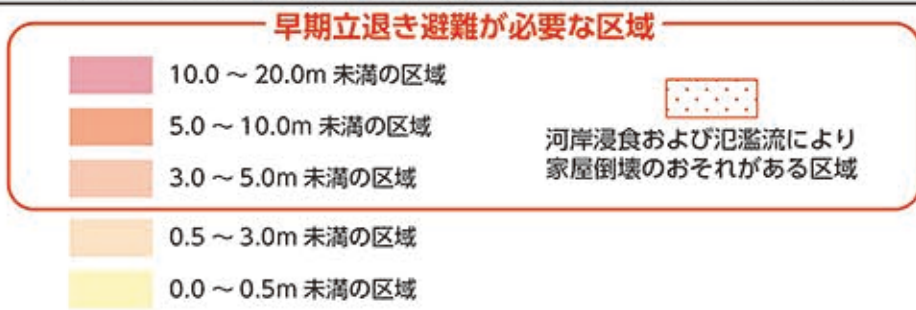 早期立退き避難が必要な区域
10.0 ~ 20.0m 未満の区域
5.0 ~ 10.0m 未満の区域
3.0 ~ 5.0m 未満の区域
河岸浸食および氾濫流により
家屋倒壊のおそれがある区域
0.5 ~ 3.0m 未満の区域
0.0 ~ 0.5m 未満の区域